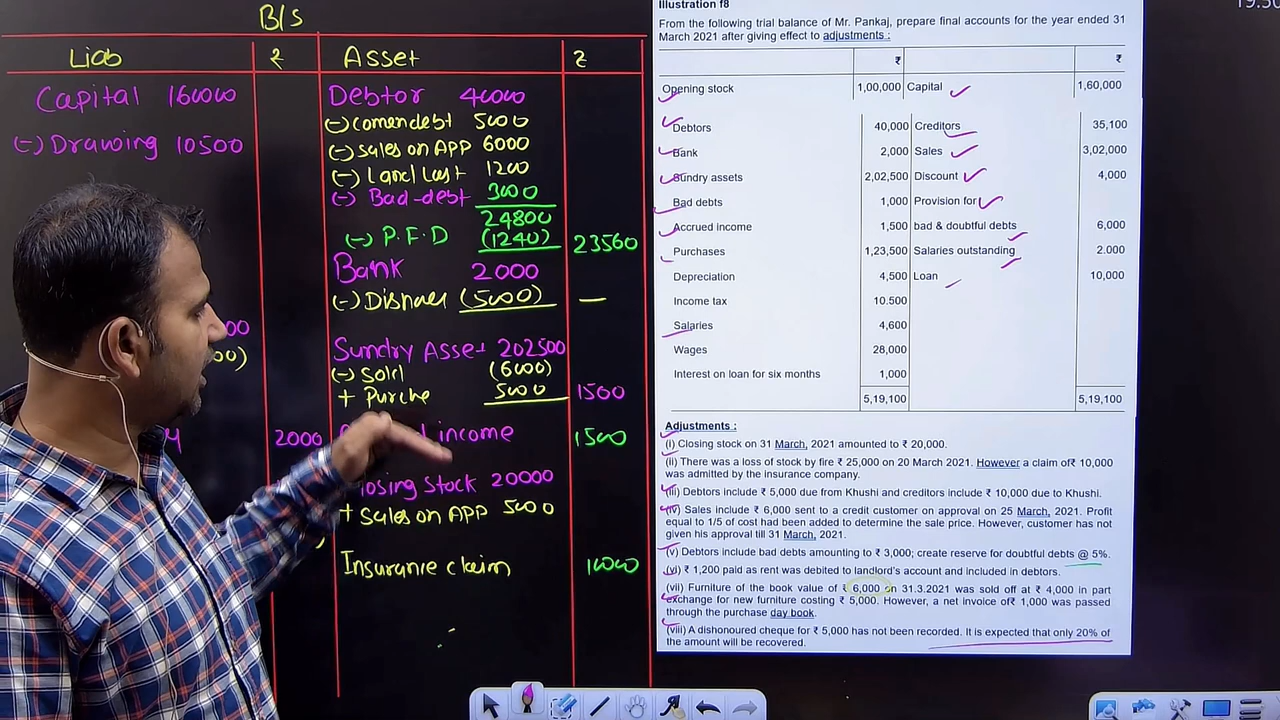 B/s
Liab ₹ Asset ₹
Capital 160000
(-) Drawing 10500
2000
Debtor 40000
(-) comendebt 5000
(-) Sales on APP 6000
(-) Land last 1200
(-) Bad-debt 3000
24800
(-) P.F.D (1240) 23560
Bank 2000
(-) Dishnou (5000) —
Sundry Asset 202500
(-) Sold (6000)
+ Purche 5000 1500
income 1500
losing Stock 20000
+ Sales on APP 5000
Insuranie claim 10000
Illustration f8
From the following trial balance of Mr. Pankaj, prepare final accounts for the year ended 31
March 2021 after giving effect to adjustments :
₹ ₹
Opening stock 1,00,000 Capital 1,60,000
Debtors 40,000 Creditors 35,100
Bank 2,000 Sales 3,02,000
Sundry assets 2,02,500 Discount 4,000
Bad debts 1,000 Provision for
Accrued income 1,500 bad & doubtful debts 6,000
Purchases 1,23,500 Salaries outstanding 2.000
Depreciation 4,500 Loan 10,000
Income tax 10.500
Salaries 4,600
Wages 28,000
Interest on loan for six months 1,000
5,19,100 5,19,100
Adjustments :
(i) Closing stock on 31 March, 2021 amounted to ₹ 20,000.
(ii) There was a loss of stock by fire ₹ 25,000 on 20 March 2021. However a claim of₹ 10,000
was admitted by the insurance company.
(iii) Debtors include ₹ 5,000 due from Khushi and creditors include ₹ 10,000 due to Khushi.
(iv) Sales include ₹ 6,000 sent to a credit customer on approval on 25 March, 2021. Profit
equal to 1/5 of cost had been added to determine the sale price. However, customer has not
given his approval till 31 March, 2021.
(v) Debtors include bad debts amounting to ₹ 3,000; create reserve for doubtful debts @ 5%.
(vi) ₹ 1,200 paid as rent was debited to landlord's account and included in debtors.
(vii) Furniture of the book value of ₹ 6,000 on 31.3.2021 was sold off at ₹ 4,000 in part
exchange for new furniture costing ₹ 5,000. However, a net invoice of₹ 1,000 was passed
through the purchase day book.
(viii) A dishonoured cheque for ₹ 5,000 has not been recorded. It is expected that only 20% of
the amount will be recovered.